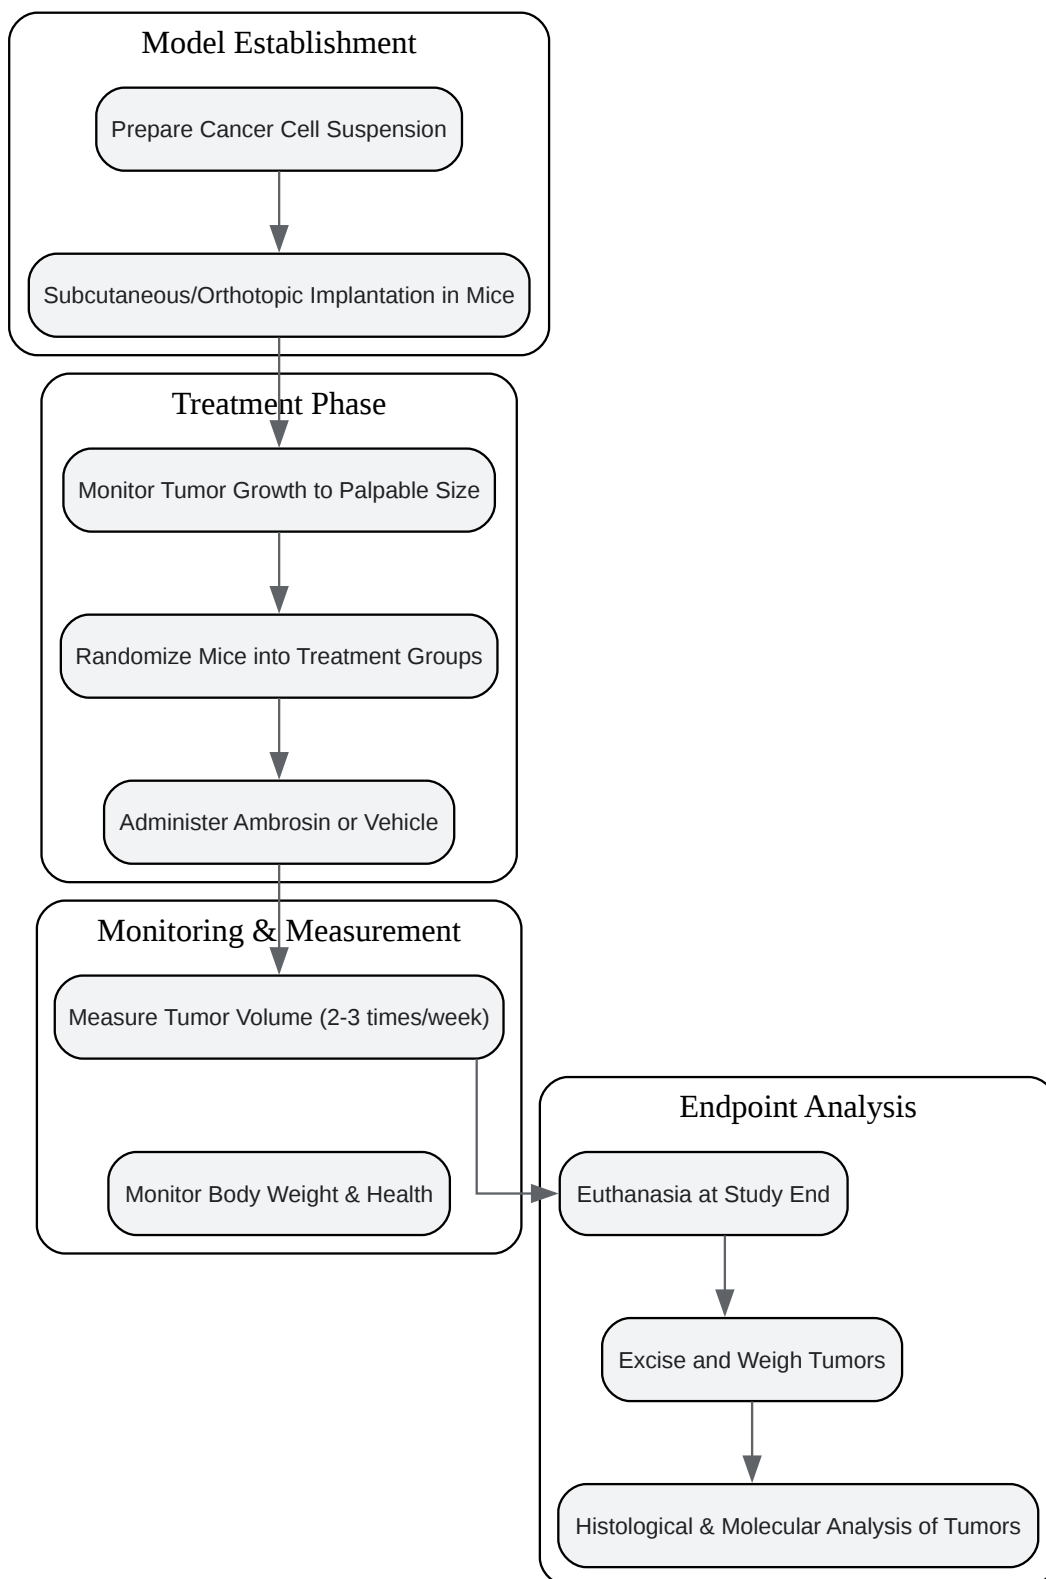 Model Establishment
Prepare Cancer Cell Suspension
Subcutaneous/Orthotopic Implantation in Mice
Treatment Phase
Monitor Tumor Growth to Palpable Size
Randomize Mice into Treatment Groups
Administer Ambrosin or Vehicle
Monitoring & Measurement
Measure Tumor Volume (2-3 times/week)
Monitor Body Weight & Health
Endpoint Analysis
Euthanasia at Study End
Excise and Weigh Tumors
Histological & Molecular Analysis of Tumors